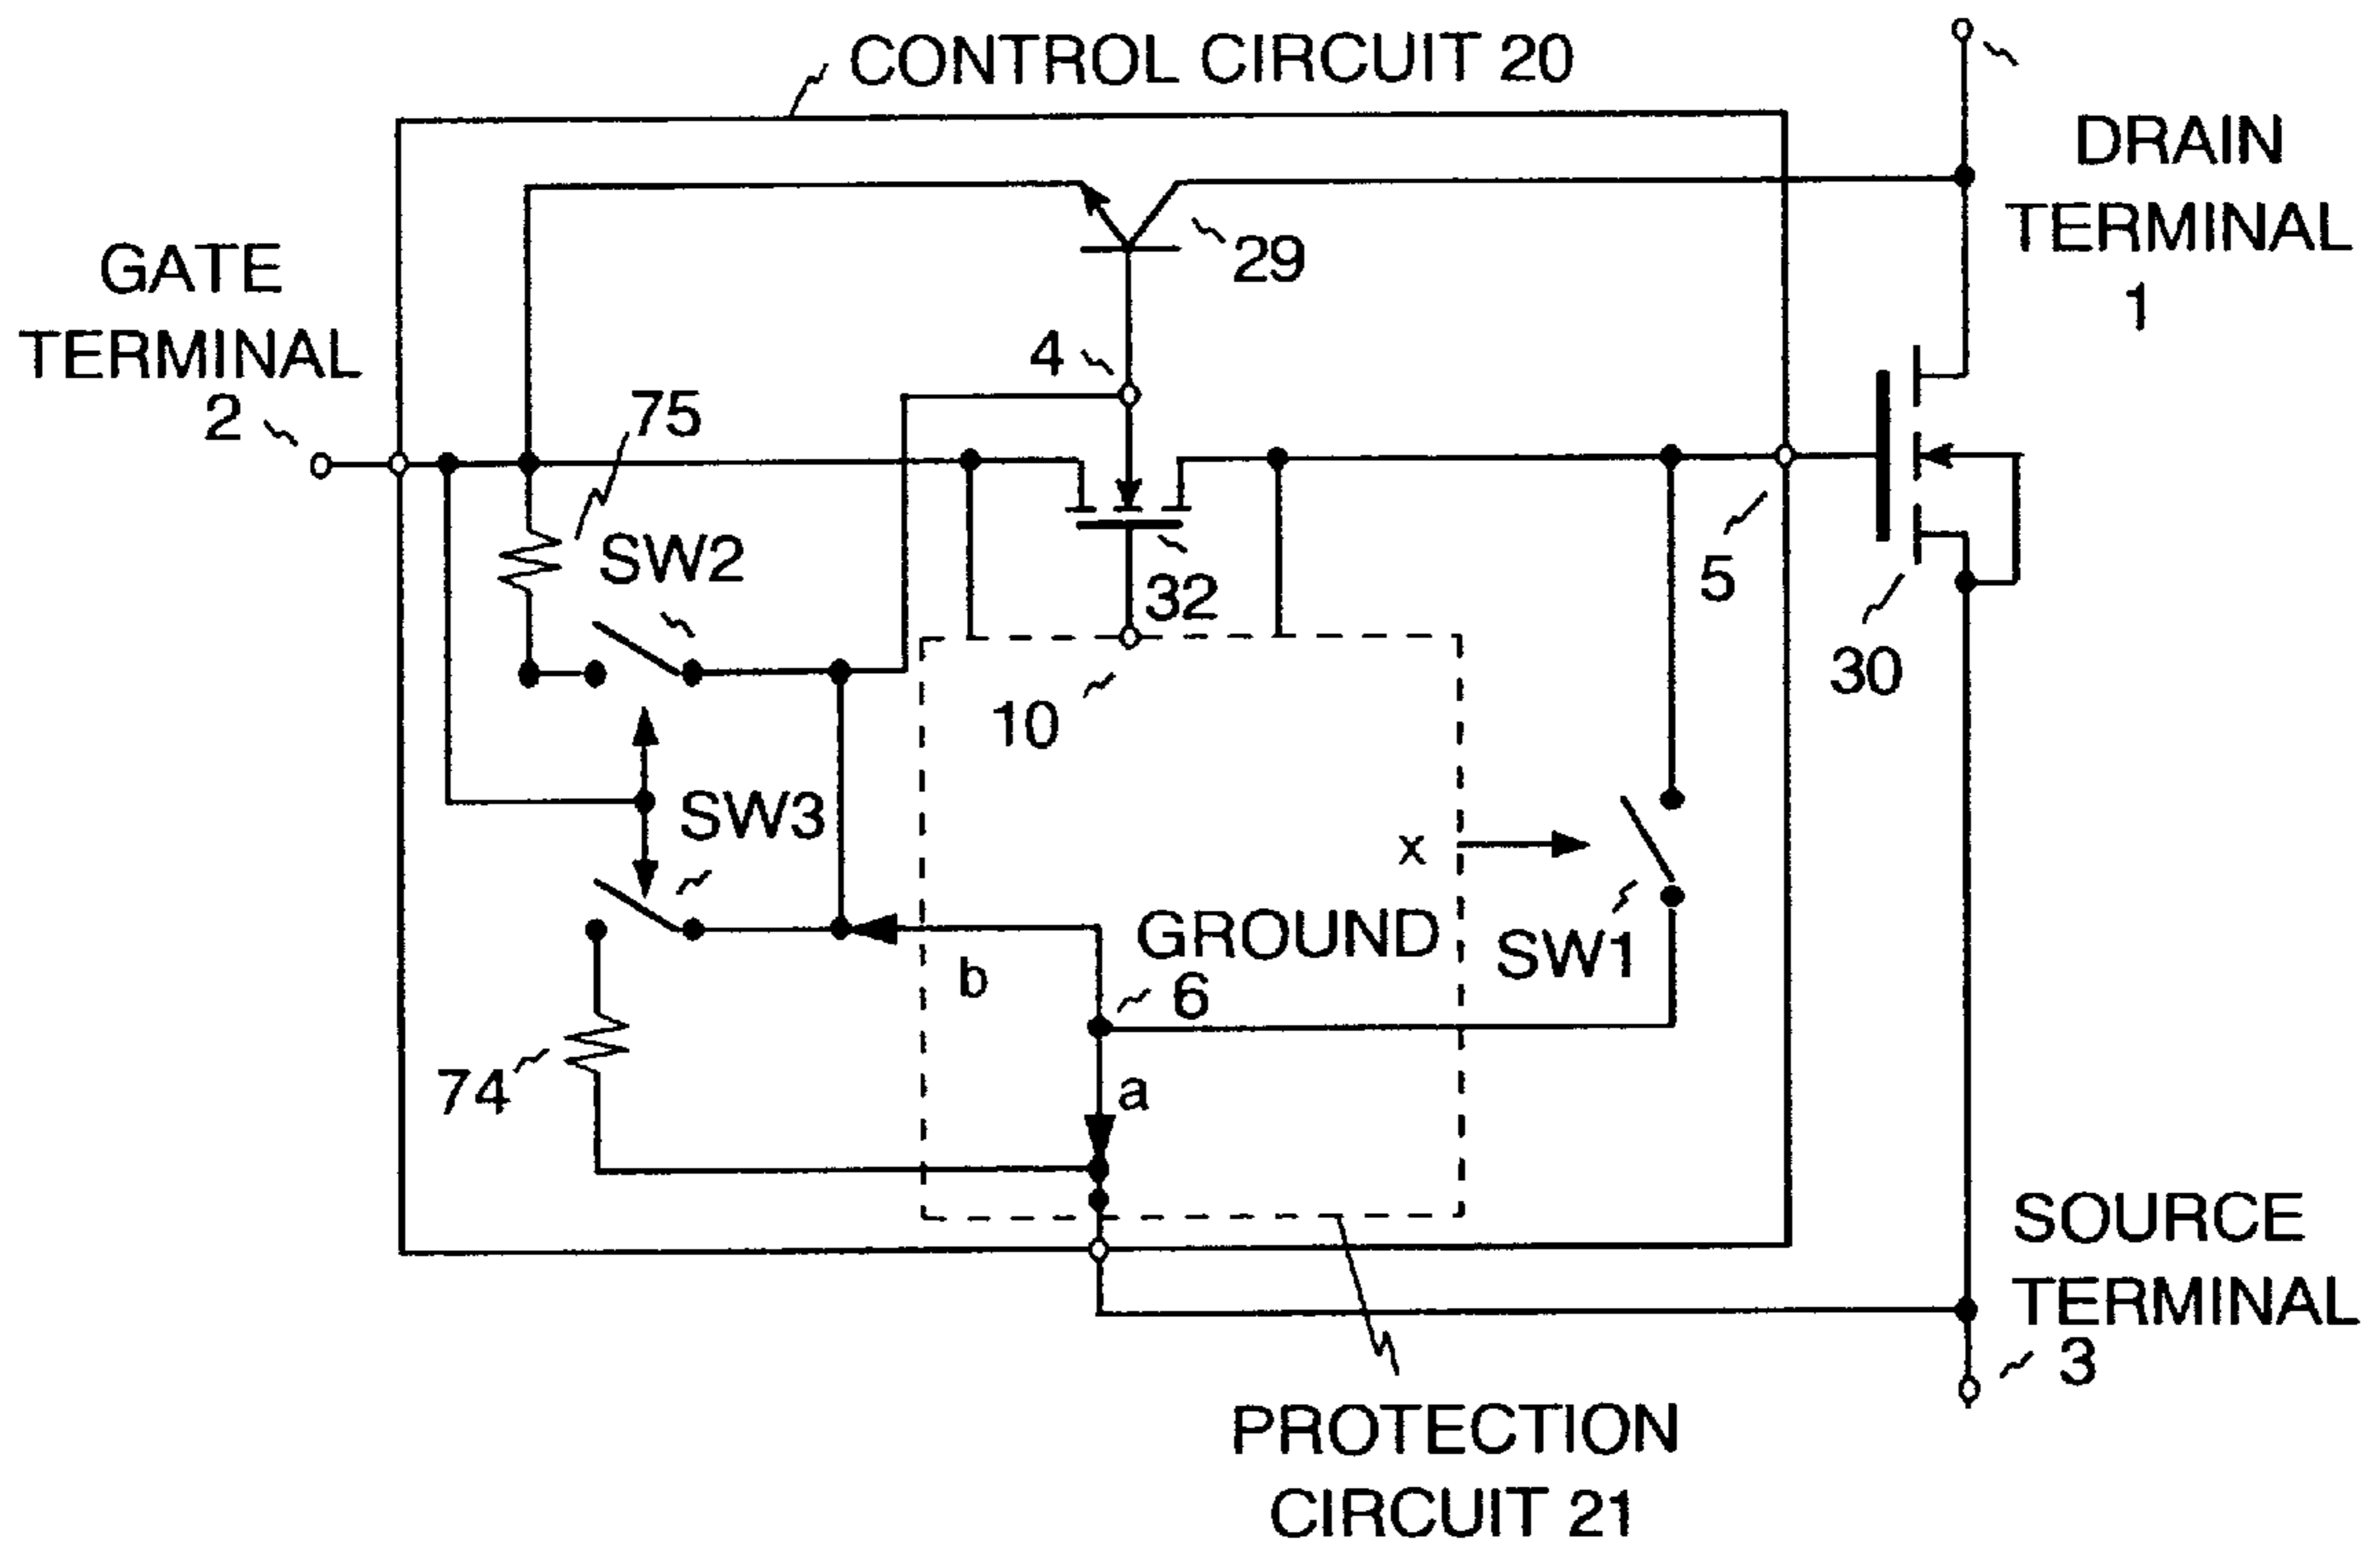 CONTROL CIRCUIT 20
DRAIN
TERMINAL
1
29
GATE
TERMINAL
2
4
75
SW2
32
5
30
10
SW3
x
SW1
GROUND
6
b
a
74
SOURCE
TERMINAL
3
PROTECTION
CIRCUIT 21